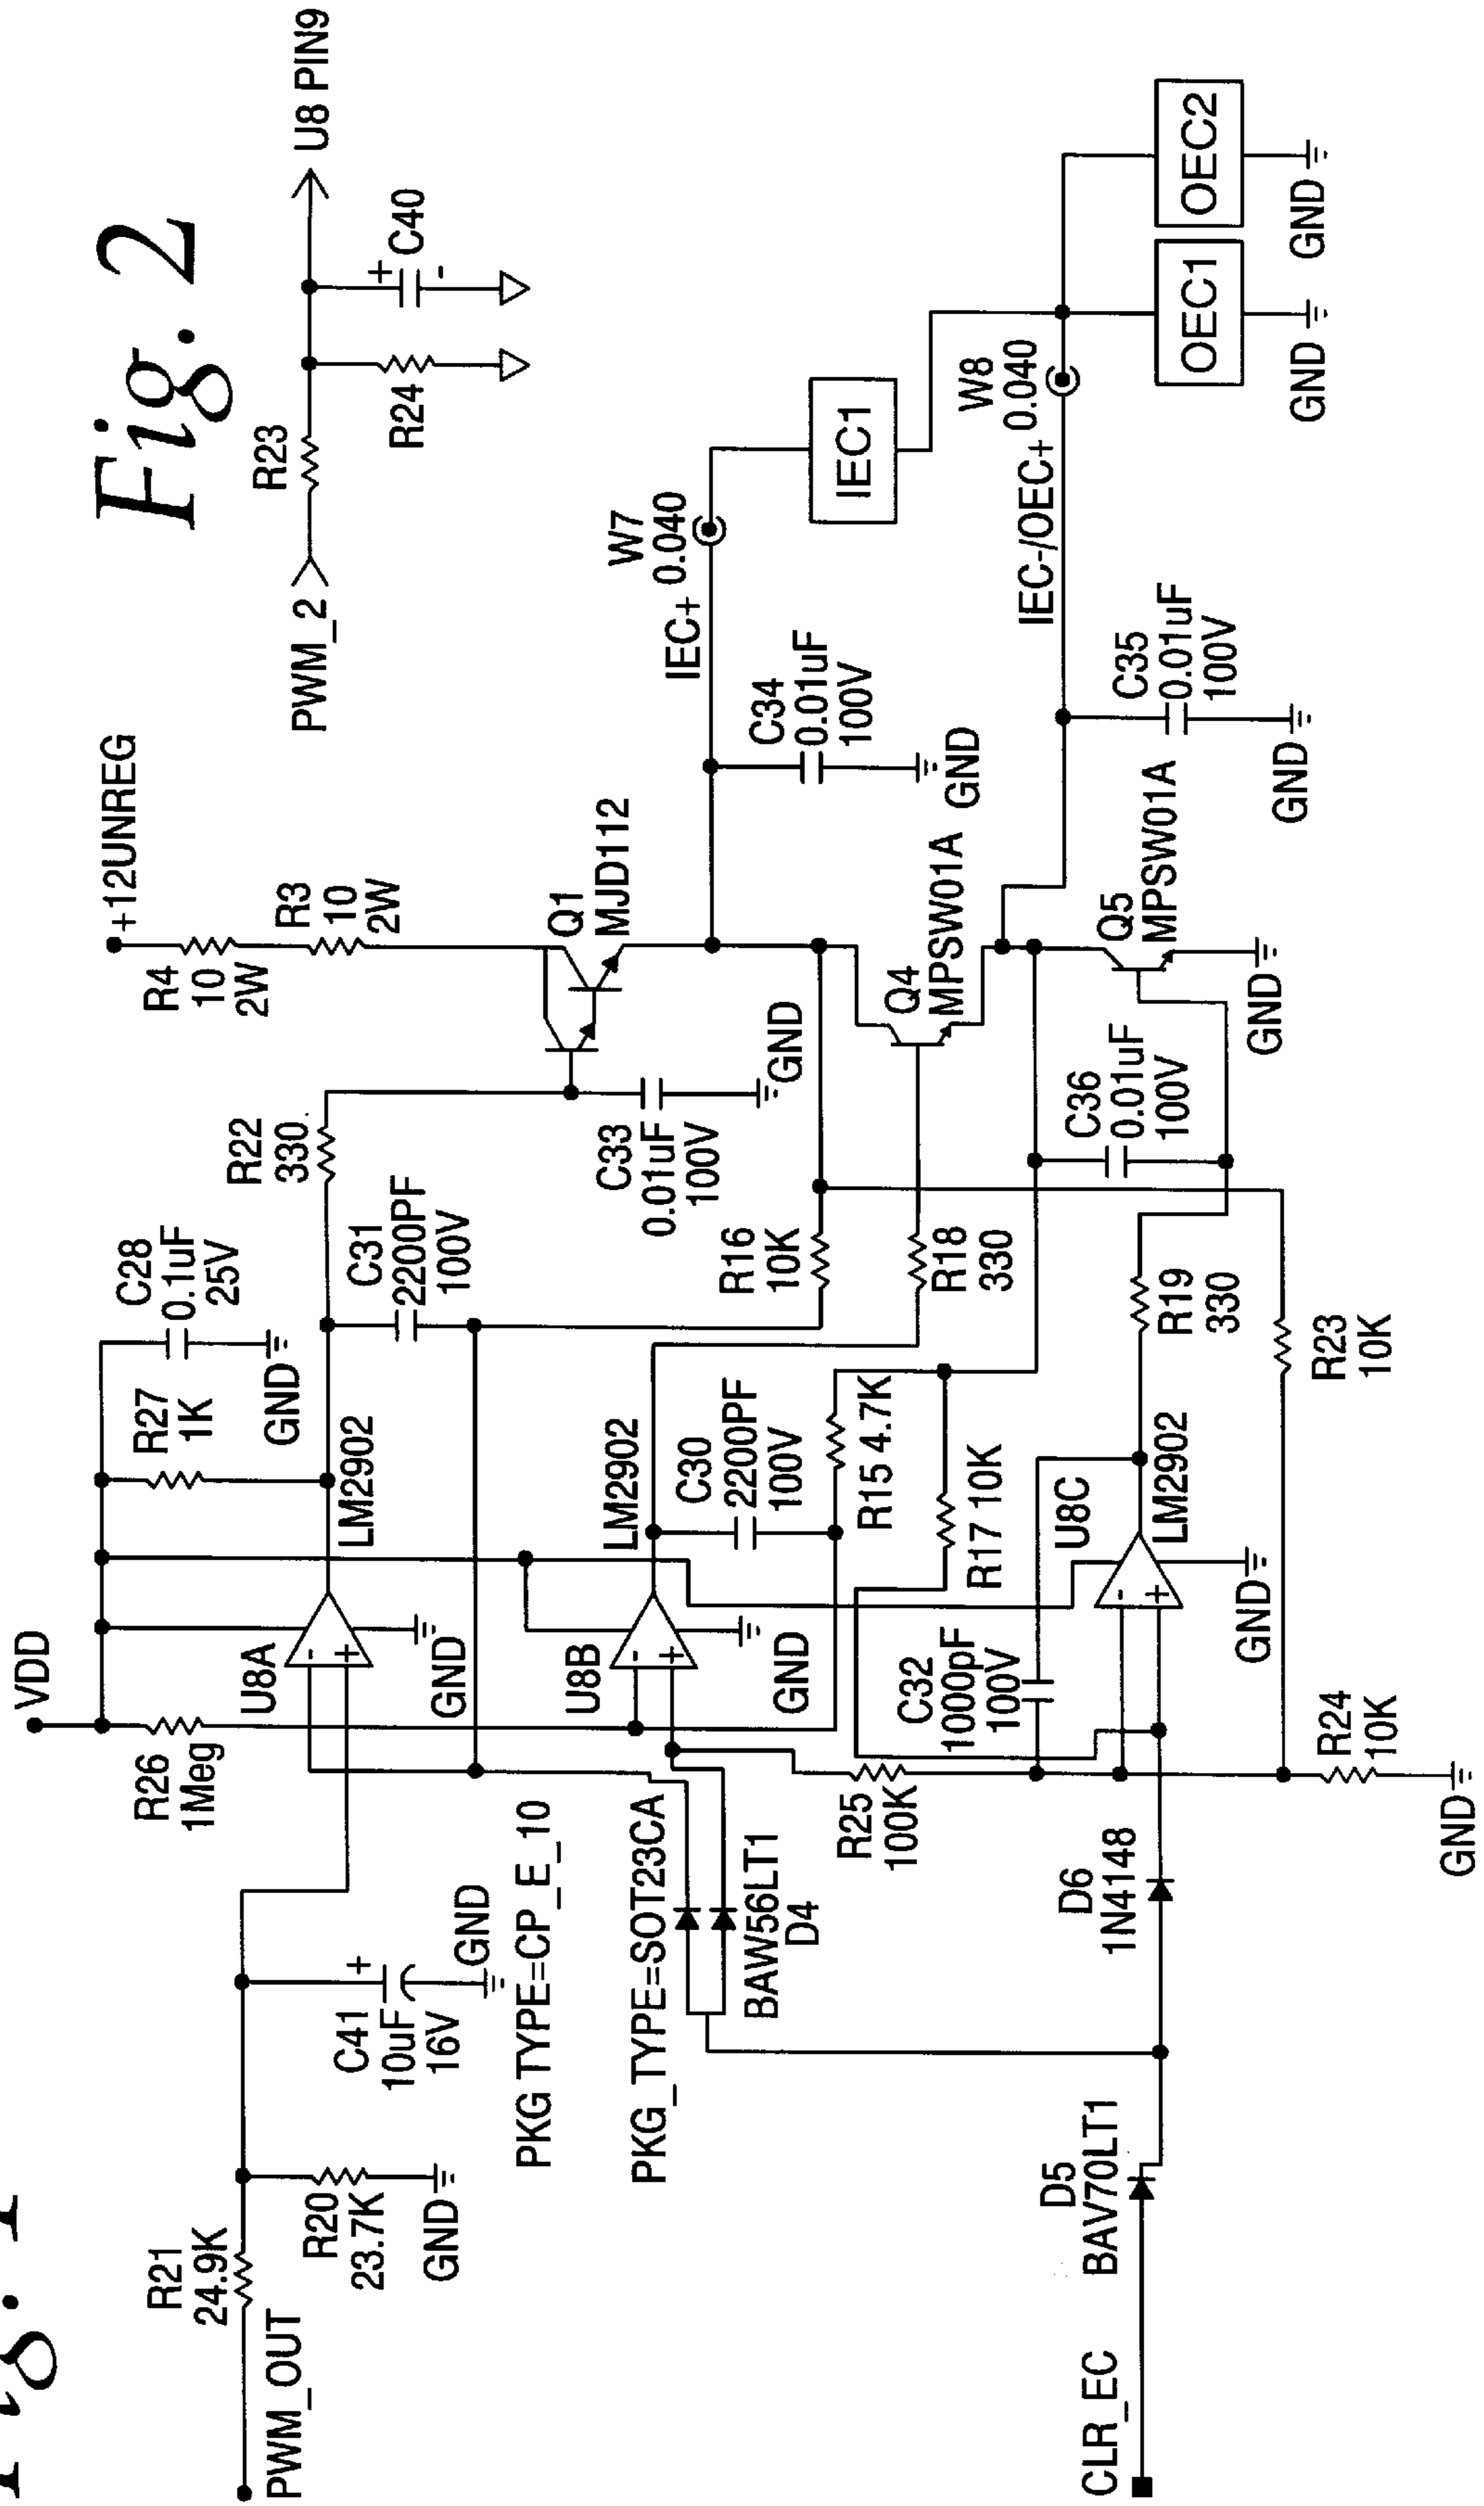 Fig. 2
PWM_2
R23
R24
C40
+
-
U8 PIN9
VDD
R26
1Meg
R27
1K
C28
0.1uF
25V
GND
+12UNREG
R4
10
2W
R3
10
2W
R21
24.9K
PWM_OUT
R20
23.7K
GND
C41
10uF
16V
+
GND
PKG TYPE=CP_E_10
U8A
-
+
LM2902
GND
R22
330
C31
2200PF
100V
C33
0.01uF
100V
GND
Q1
MJD112
IEC+
W7
0.040
C34
0.01uF
100V
GND
IEC1
PKG_TYPE=SOT23CA
BAW56LT1
D4
U8B
-
+
LM2902
GND
C30
2200PF
100V
R16
10K
R15 4.7K
R18
330
Q4
MPSW01A
R17 10K
IEC-/OEC+
W8
0.040
C35
0.01uF
100V
GND
OEC1
GND
OEC2
GND
R25
100K
C32
1000pF
100V
U8C
-
+
LM2902
GND
R19
330
C36
0.01uF
100V
Q5
MPSW01A
GND
CLR_EC
D5
BAV70LT1
D6
1N4148
R24
10K
GND
R23
10K